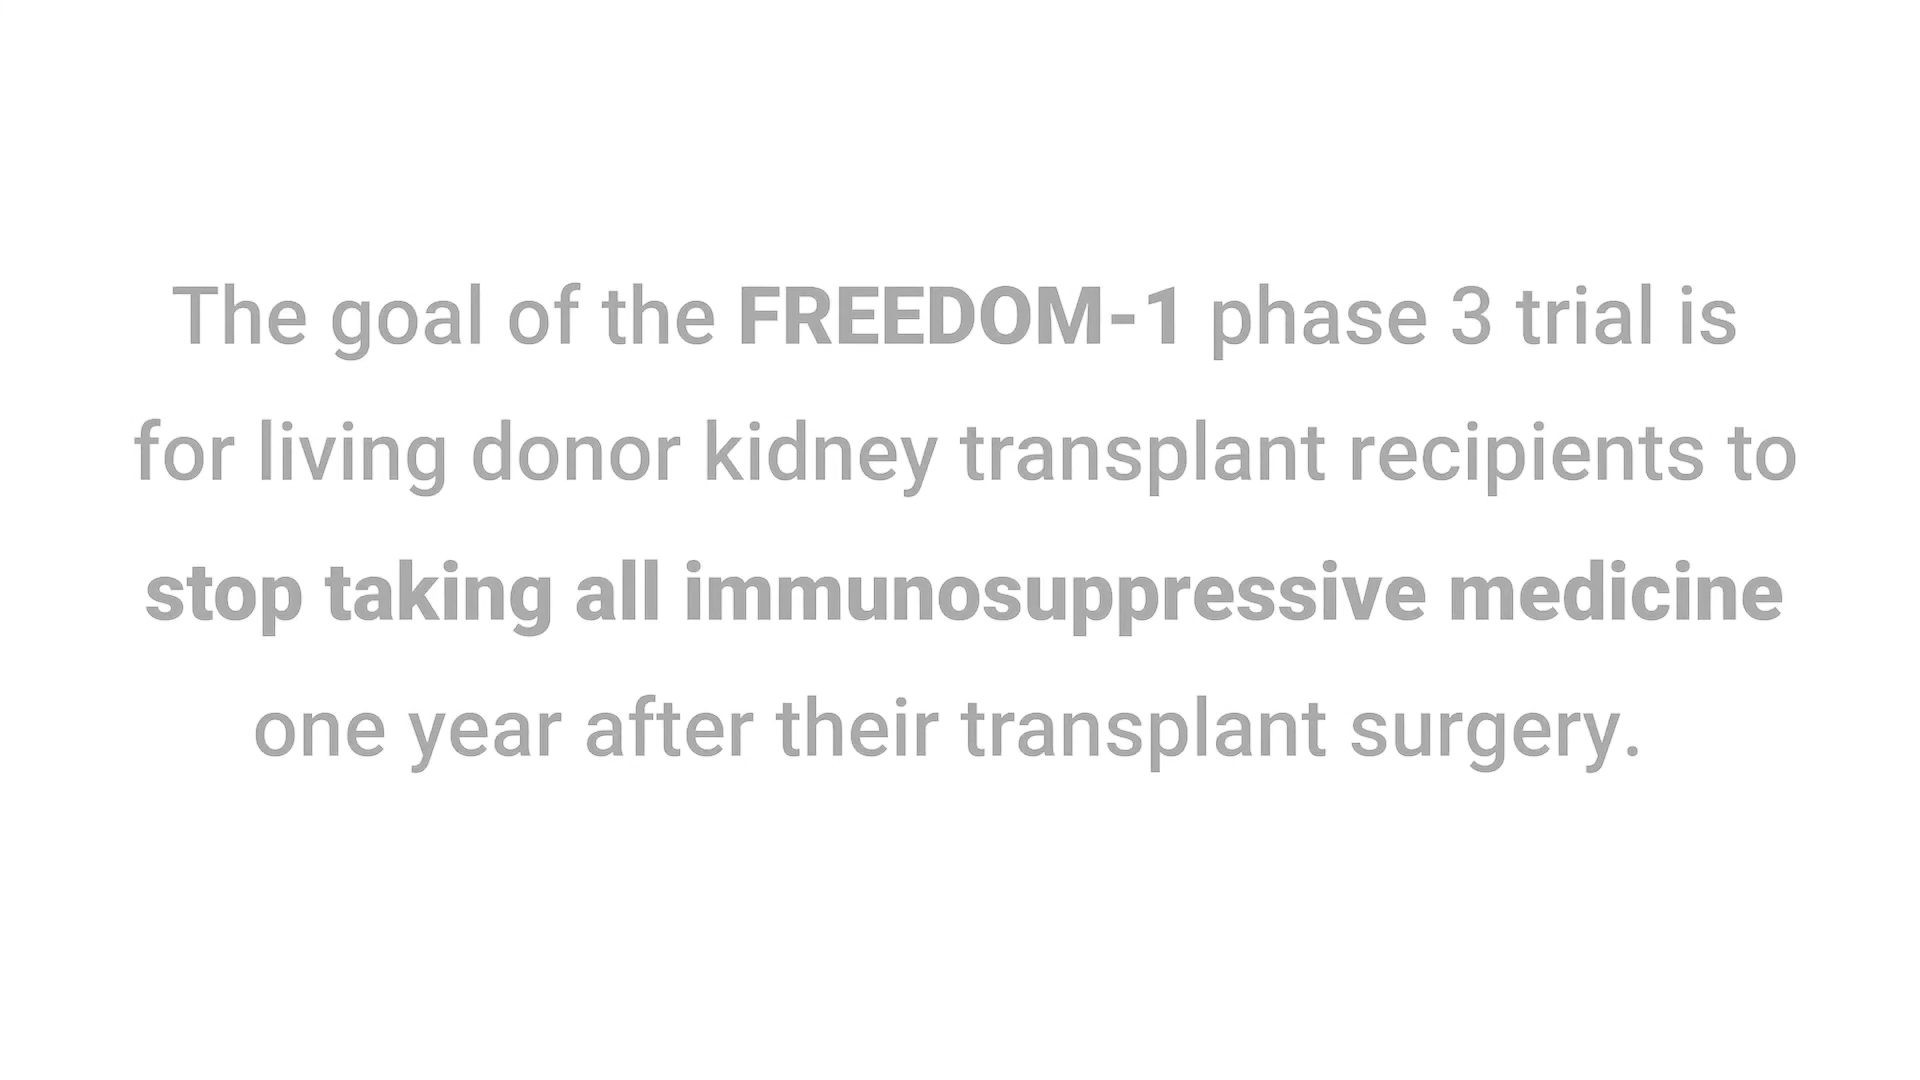 The goal of the FREEDOM-1 phase 3 trial is
for living donor kidney transplant recipients to
stop taking all immunosuppressive medicine
one year after their transplant surgery.